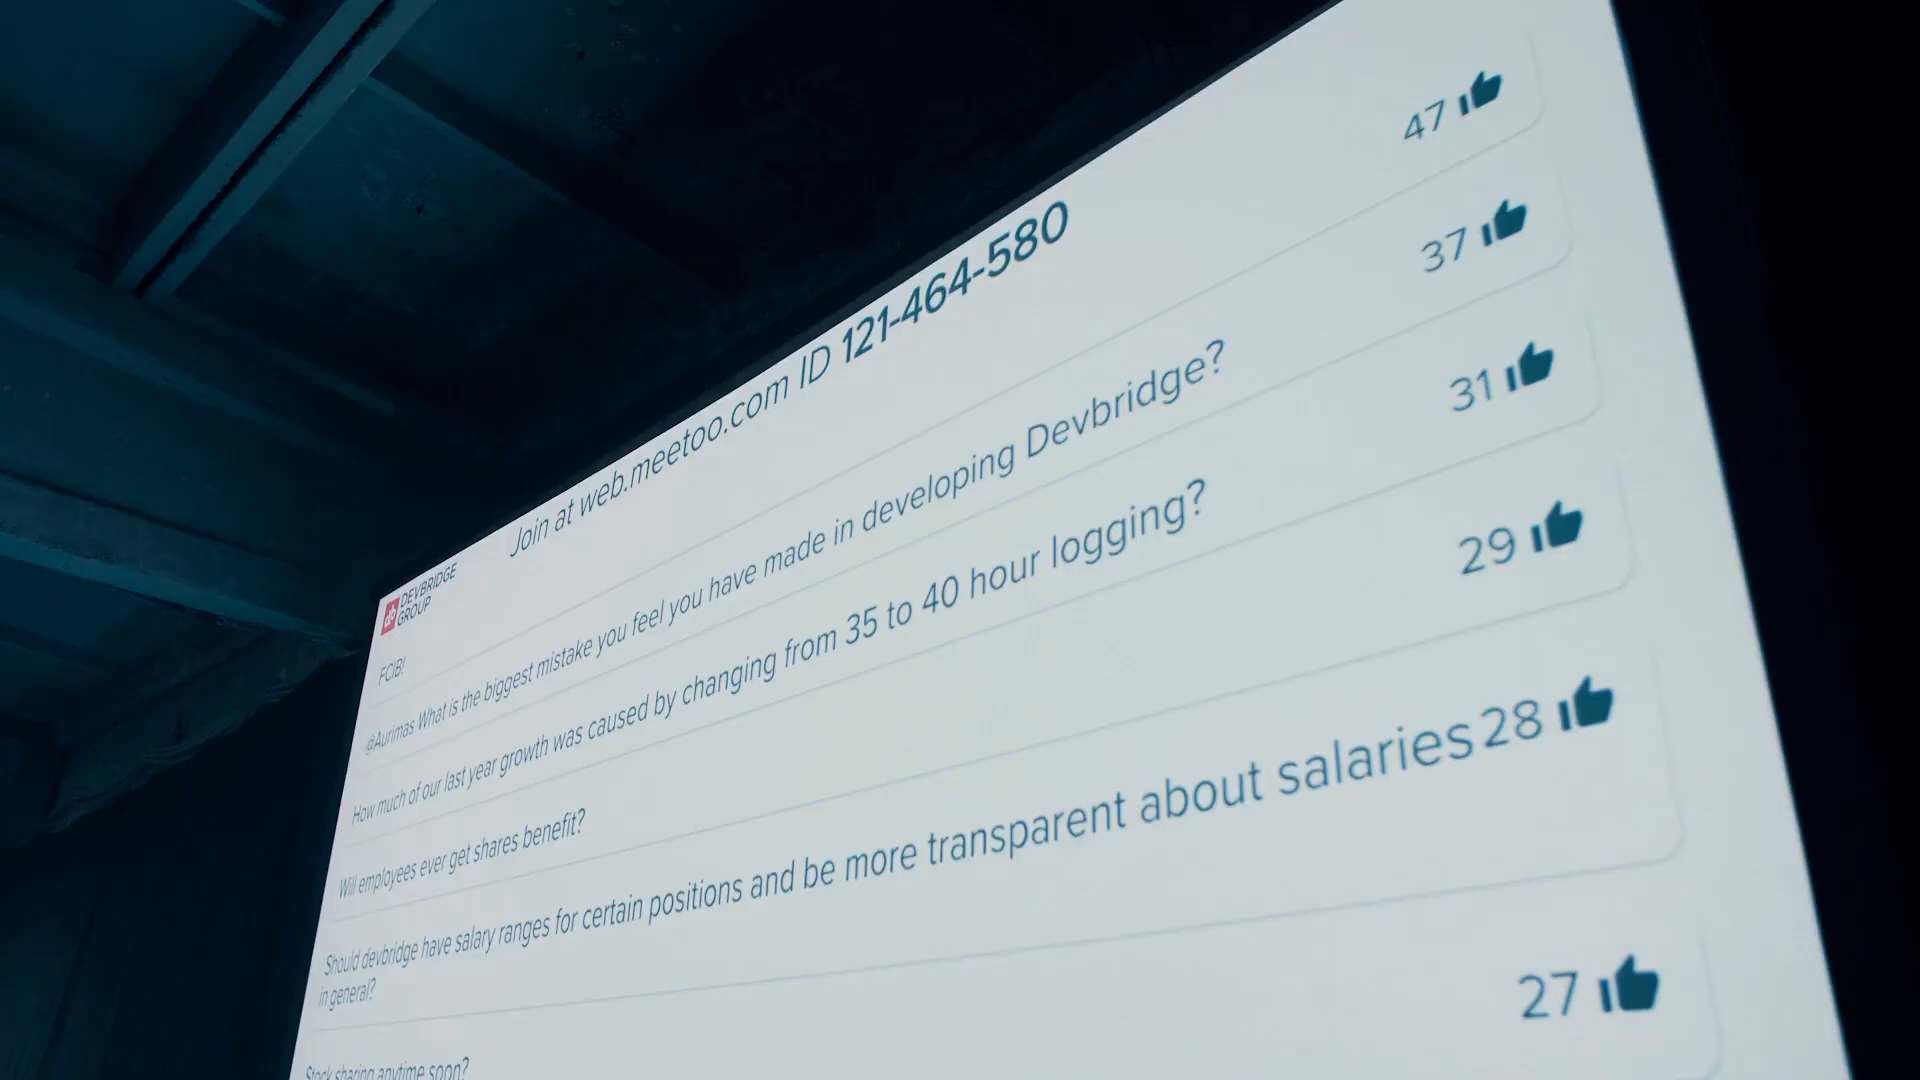 Join at web.meetoo.com ID 121-464-580
DEVBRIDGE
GROUP
FCIB!
47
@Aurimas What is the biggest mistake you feel you have made in developing Devbridge?
37
How much of our last year growth was caused by changing from 35 to 40 hour logging?
31
Will employees ever get shares benefit?
29
Should devbridge have salary ranges for certain positions and be more transparent about salaries
in general?
28
Stock sharing anytime soon?
27